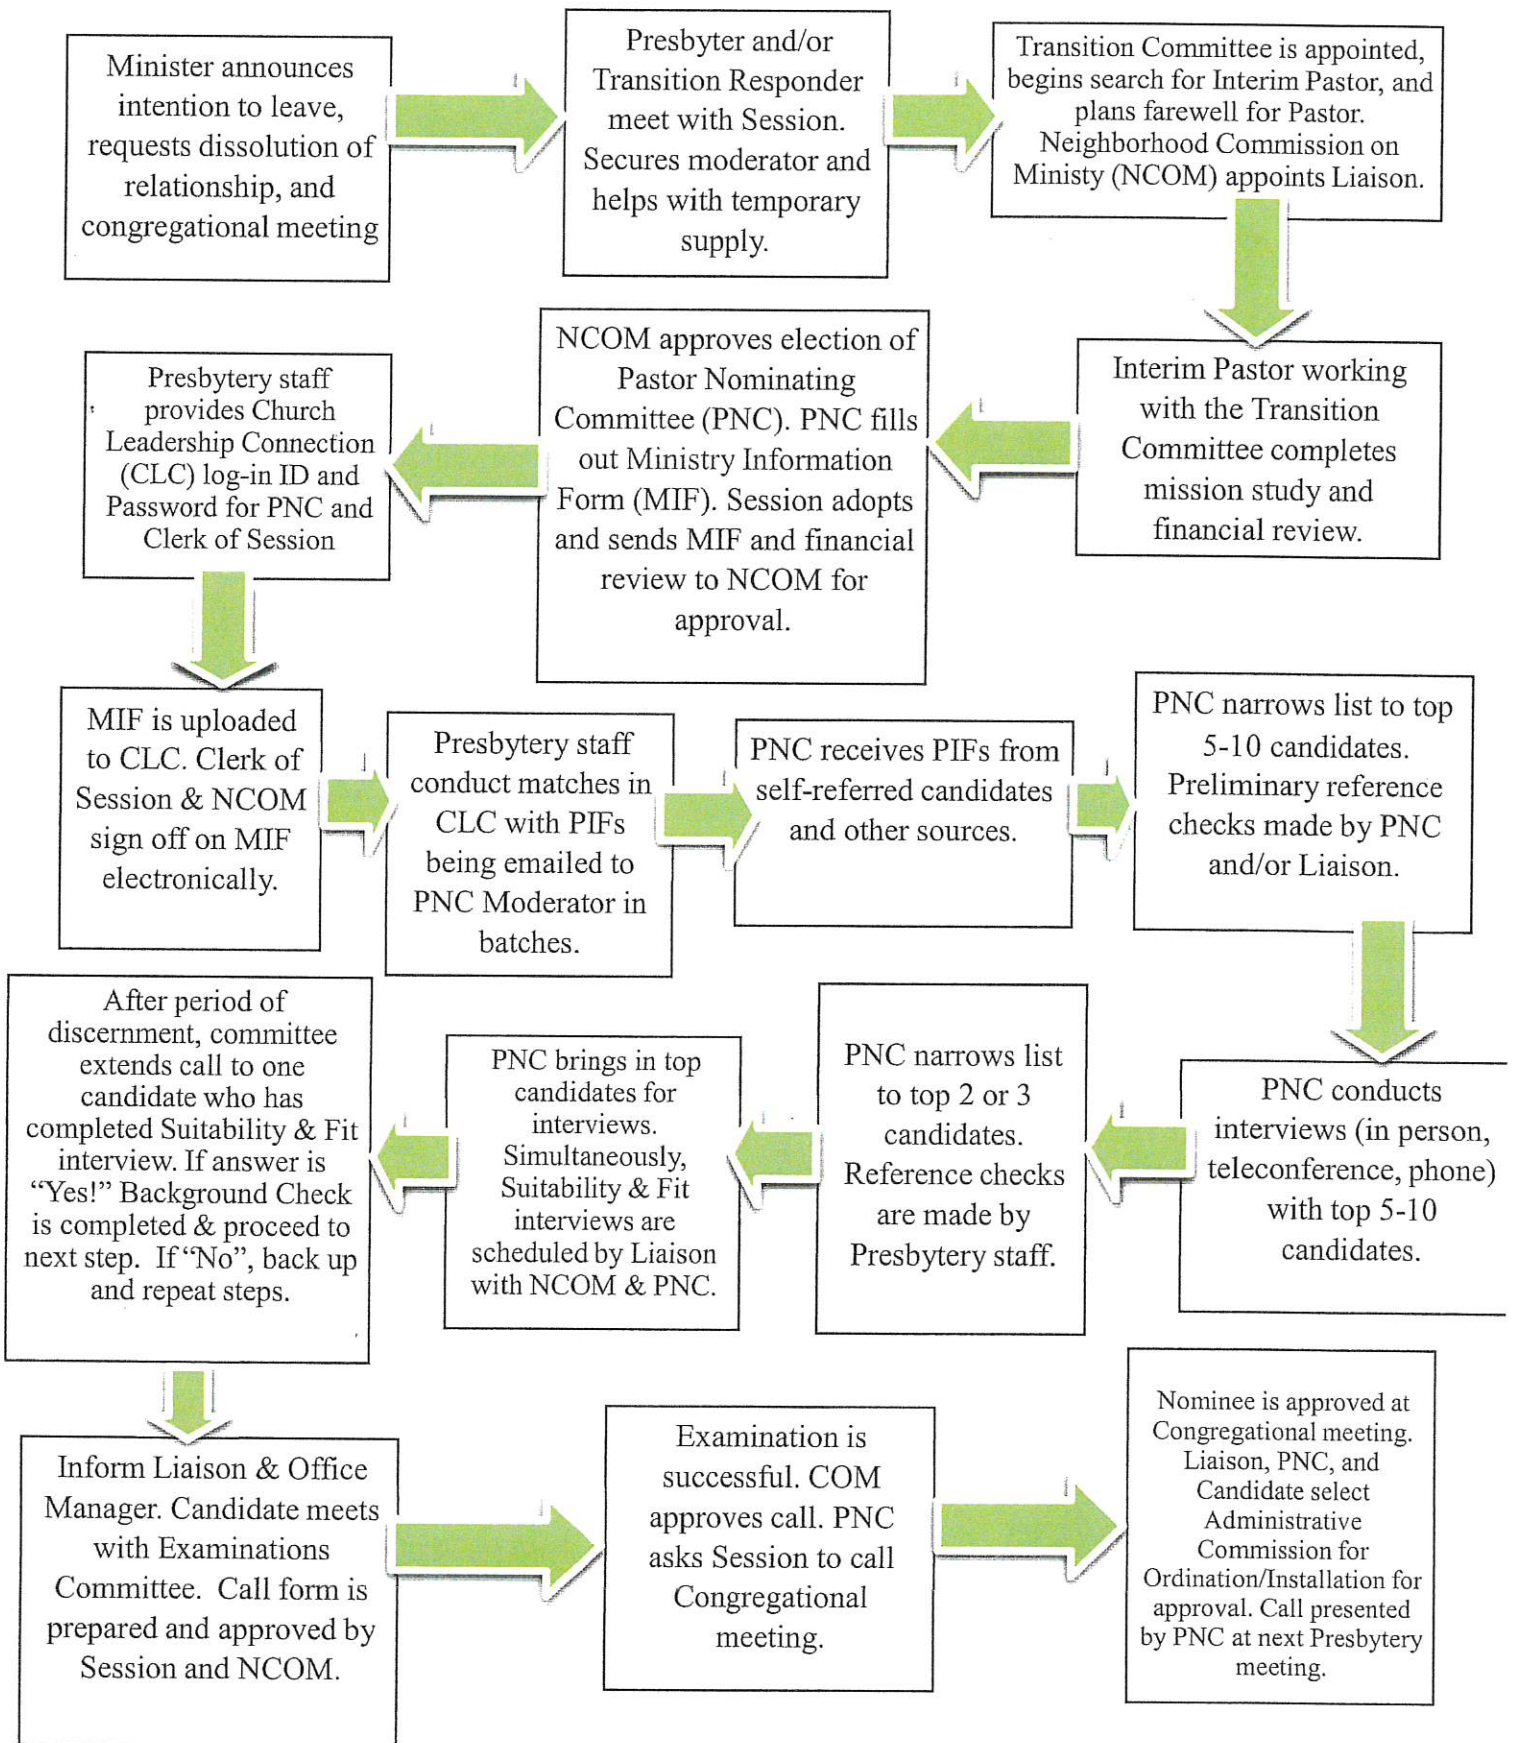 Minister announces
intention to leave,
requests dissolution of
relationship, and
congregational meeting
Presbyter and/or
Transition Responder
meet with Session.
Secures moderator and
helps with temporary
supply.
Transition Committee is appointed,
begins search for Interim Pastor, and
plans farewell for Pastor.
Neighborhood Commission on
Ministy (NCOM) appoints Liaison.
Interim Pastor working
with the Transition
Committee completes
mission study and
financial review.
NCOM approves election of
Pastor Nominating
Committee (PNC). PNC fills
out Ministry Information
Form (MIF). Session adopts
and sends MIF and financial
review to NCOM for
approval.
Presbytery staff
provides Church
Leadership Connection
(CLC) log-in ID and
Password for PNC and
Clerk of Session
MIF is uploaded
to CLC. Clerk of
Session & NCOM
sign off on MIF
electronically.
Presbytery staff
conduct matches in
CLC with PIFs
being emailed to
PNC Moderator in
batches.
PNC receives PIFs from
self-referred candidates
and other sources.
PNC narrows list to top
5-10 candidates.
Preliminary reference
checks made by PNC
and/or Liaison.
PNC conducts
interviews (in person,
teleconference, phone)
with top 5-10
candidates.
PNC narrows list
to top 2 or 3
candidates.
Reference checks
are made by
Presbytery staff.
PNC brings in top
candidates for
interviews.
Simultaneously,
Suitability & Fit
interviews are
scheduled by Liaison
with NCOM & PNC.
After period of
discernment, committee
extends call to one
candidate who has
completed Suitability & Fit
interview. If answer is
“Yes!” Background Check
is completed & proceed to
next step. If “No”, back up
and repeat steps.
Inform Liaison & Office
Manager. Candidate meets
with Examinations
Committee. Call form is
prepared and approved by
Session and NCOM.
Examination is
successful. COM
approves call. PNC
asks Session to call
Congregational
meeting.
Nominee is approved at
Congregational meeting.
Liaison, PNC, and
Candidate select
Administrative
Commission for
Ordination/Installation for
approval. Call presented
by PNC at next Presbytery
meeting.